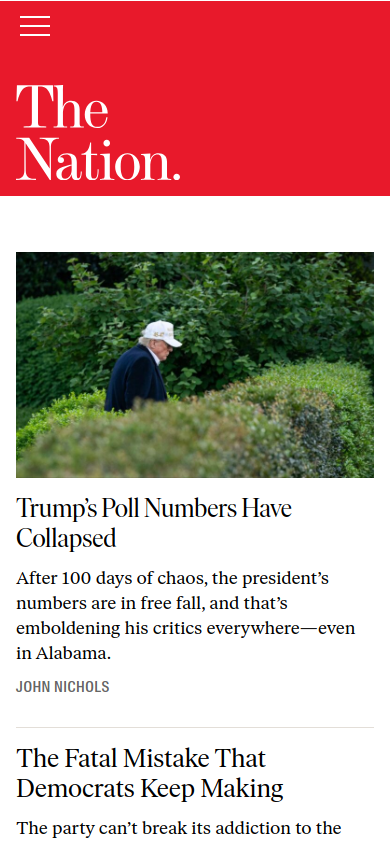 The
Nation.
Trump’s Poll Numbers Have
Collapsed
After 100 days of chaos, the president’s
numbers are in free fall, and that’s
emboldening his critics everywhere—even
in Alabama.
JOHN NICHOLS
The Fatal Mistake That
Democrats Keep Making
The party can’t break its addiction to the